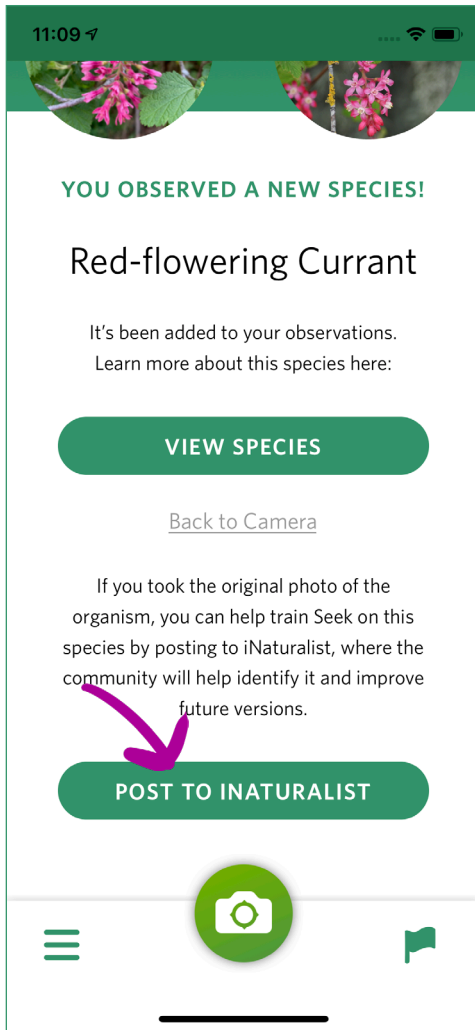 11:09
YOU OBSERVED A NEW SPECIES!
Red-flowering Currant
It’s been added to your observations.
Learn more about this species here:
VIEW SPECIES
Back to Camera
If you took the original photo of the
organism, you can help train Seek on this
species by posting to iNaturalist, where the
community will help identify it and improve
future versions.
POST TO INATURALIST